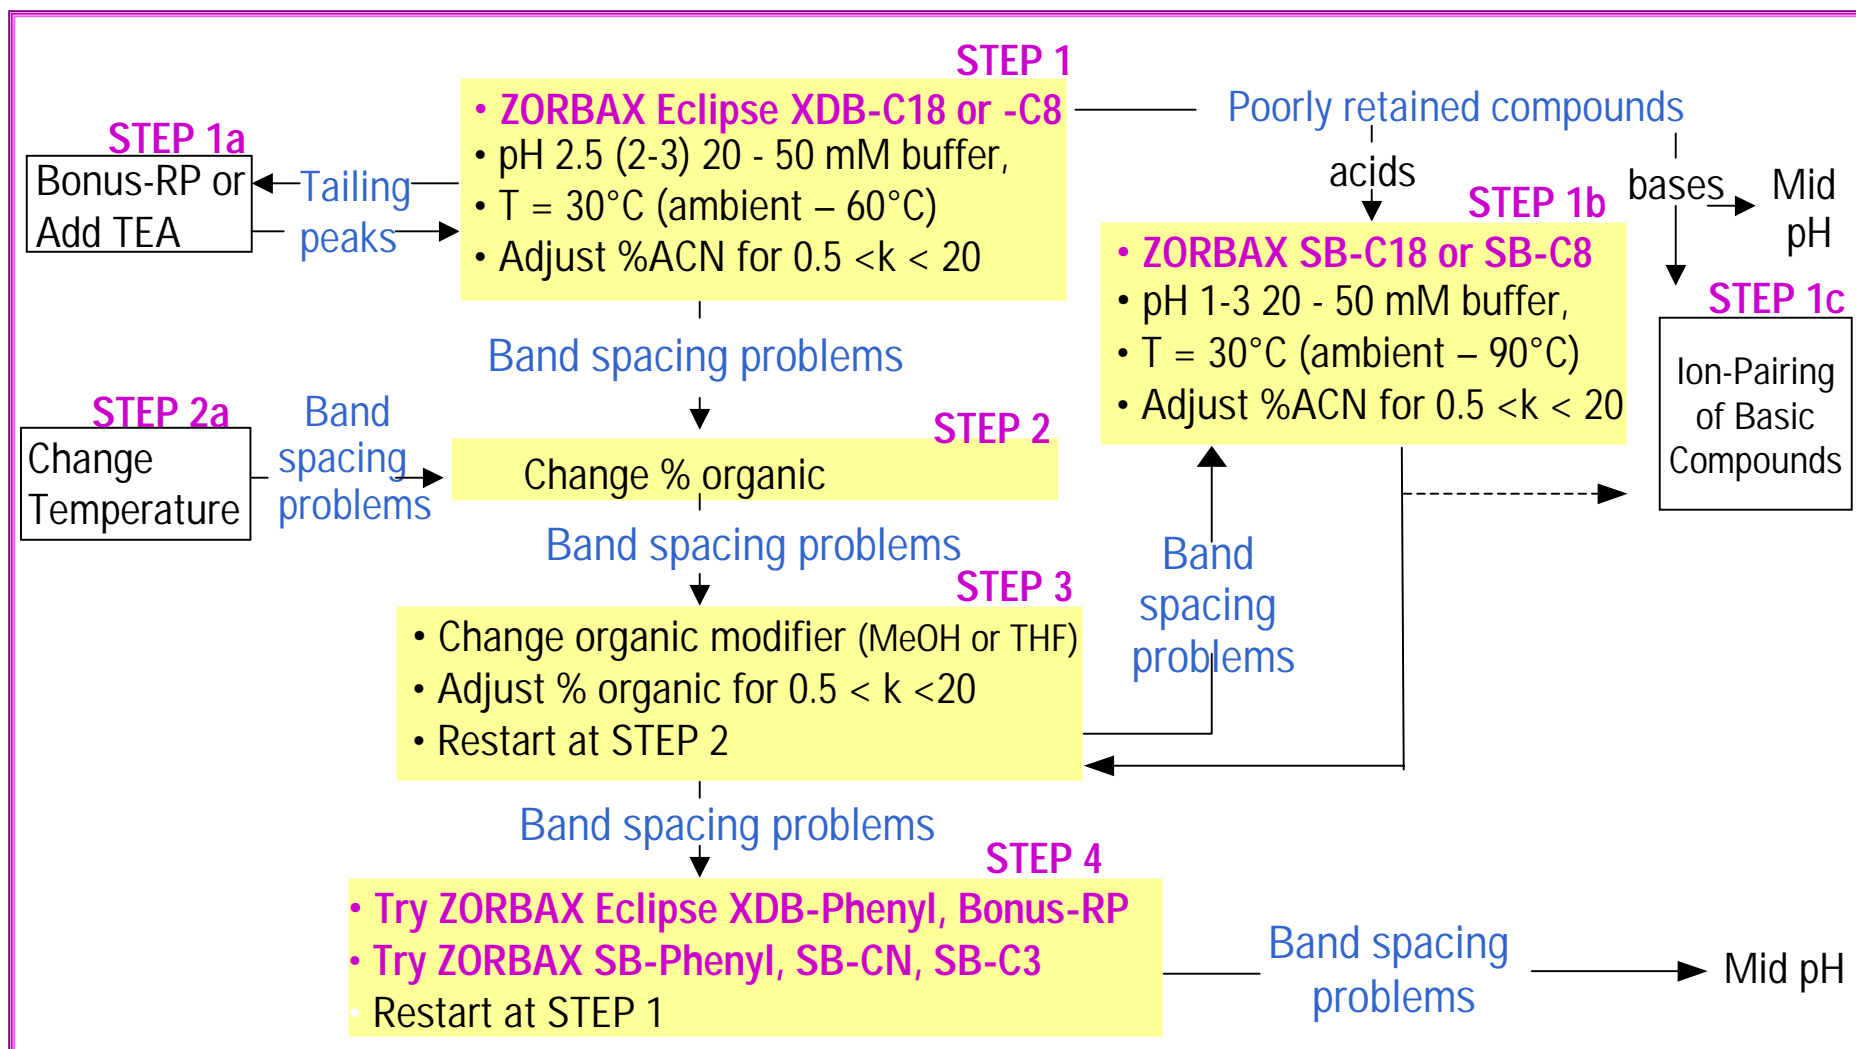 STEP 1
• ZORBAX Eclipse XDB-C18 or -C8
• pH 2.5 (2-3) 20 - 50 mM buffer,
• T = 30°C (ambient – 60°C)
• Adjust %ACN for 0.5 <k < 20
STEP 1a
Bonus-RP or
Add TEA
Tailing
peaks
Poorly retained compounds
acids
bases
Mid
pH
STEP 1b
• ZORBAX SB-C18 or SB-C8
• pH 1-3 20 - 50 mM buffer,
• T = 30°C (ambient – 90°C)
• Adjust %ACN for 0.5 <k < 20
STEP 1c
Ion-Pairing
of Basic
Compounds
Band spacing problems
STEP 2a
Change
Temperature
Band
spacing
problems
STEP 2
Change % organic
Band spacing problems
Band
spacing
problems
STEP 3
• Change organic modifier (MeOH or THF)
• Adjust % organic for 0.5 < k <20
• Restart at STEP 2
Band spacing problems
STEP 4
• Try ZORBAX Eclipse XDB-Phenyl, Bonus-RP
• Try ZORBAX SB-Phenyl, SB-CN, SB-C3
• Restart at STEP 1
Band spacing
problems
Mid pH